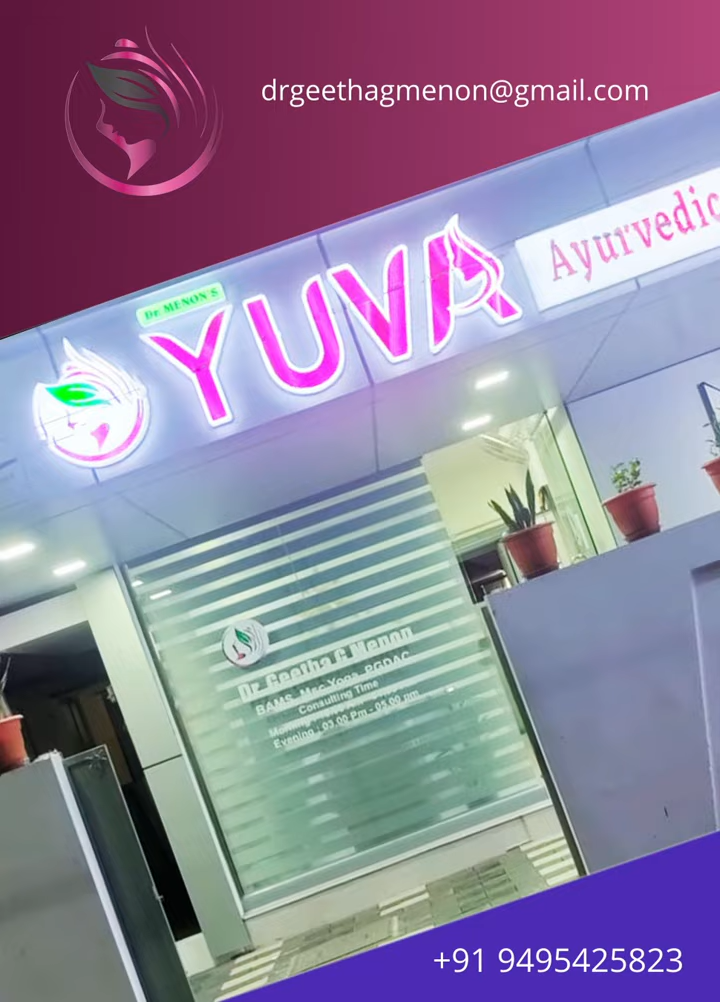 drgeethagmenon@gmail.com
Dr MENON'S
YUVA
Ayurvedic
Dr. Geetha G Menon
BAMS, Msc Yoga, PGDAC
Consulting Time
Evening : 03.00 Pm - 05.00 pm
+91 9495425823